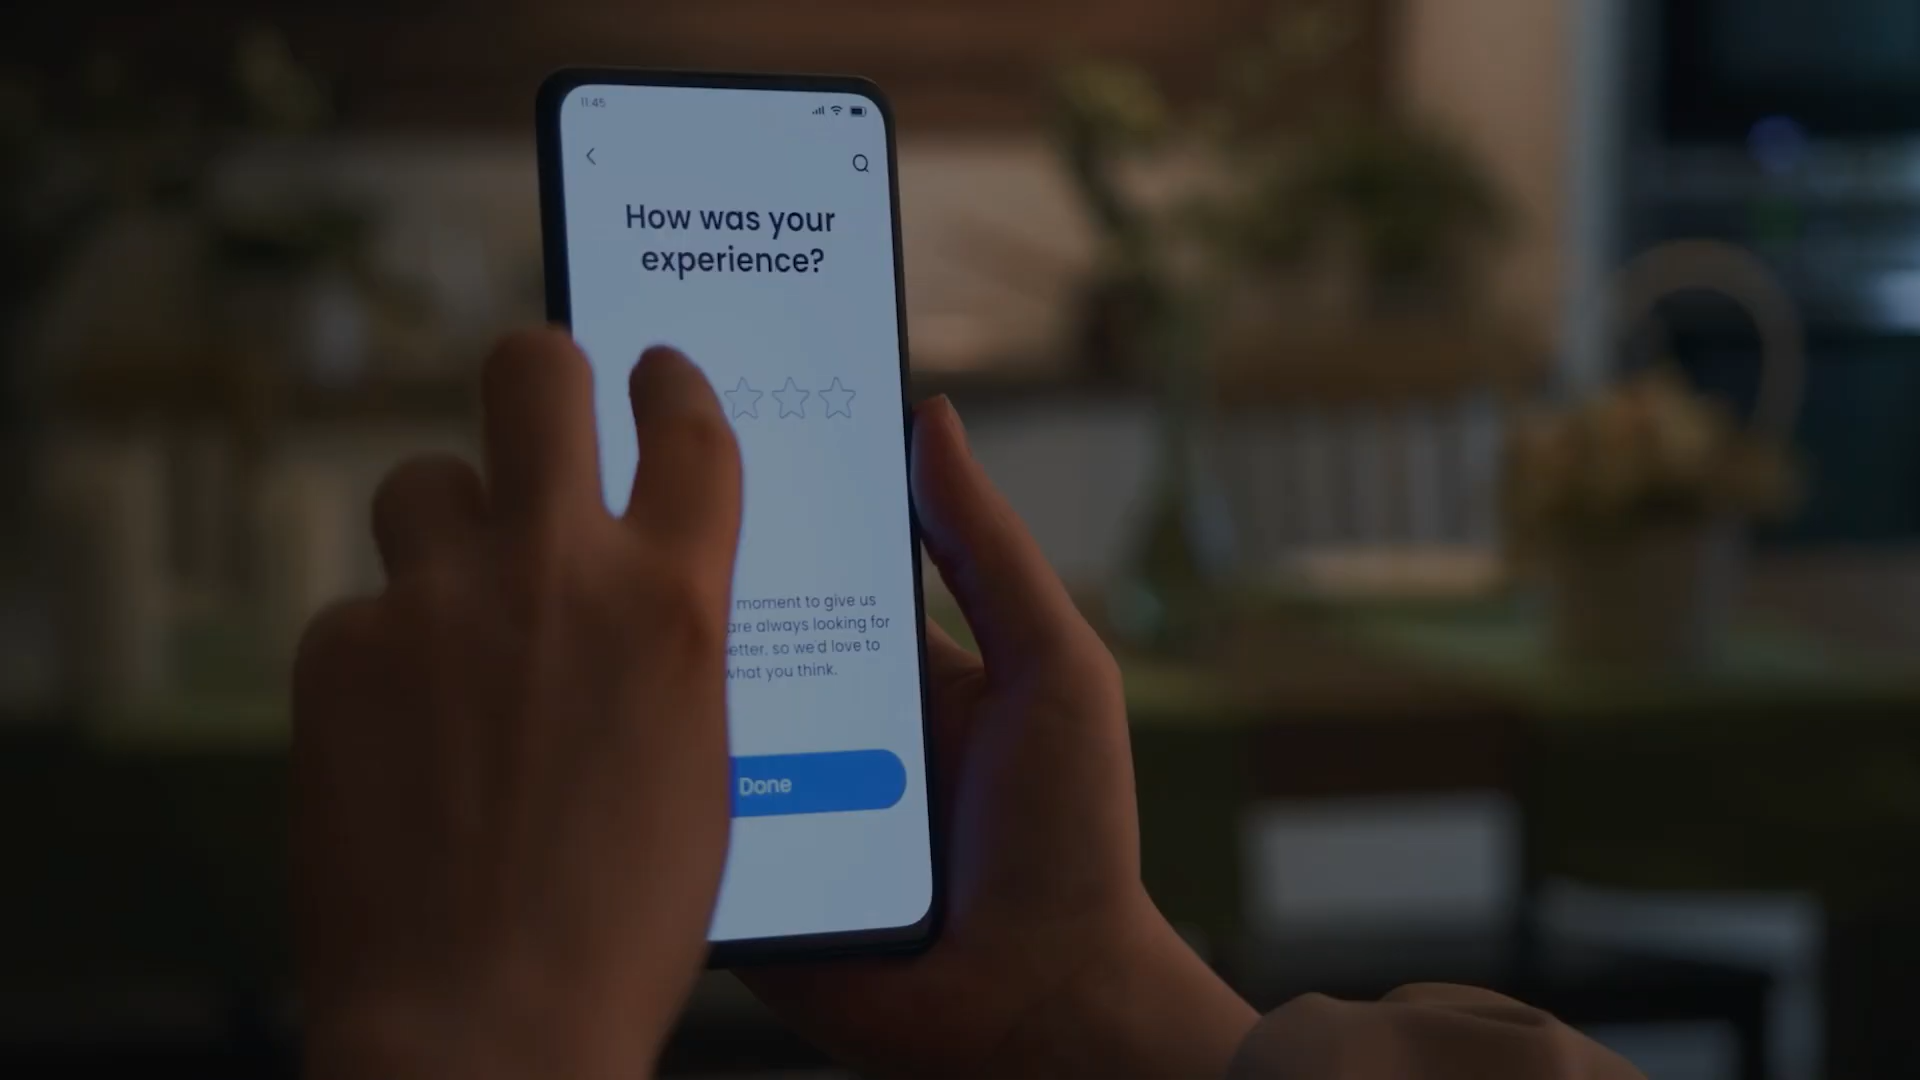 11:45
How was your
experience?
moment to give us
are always looking for
etter, so we'd love to
what you think.
Done